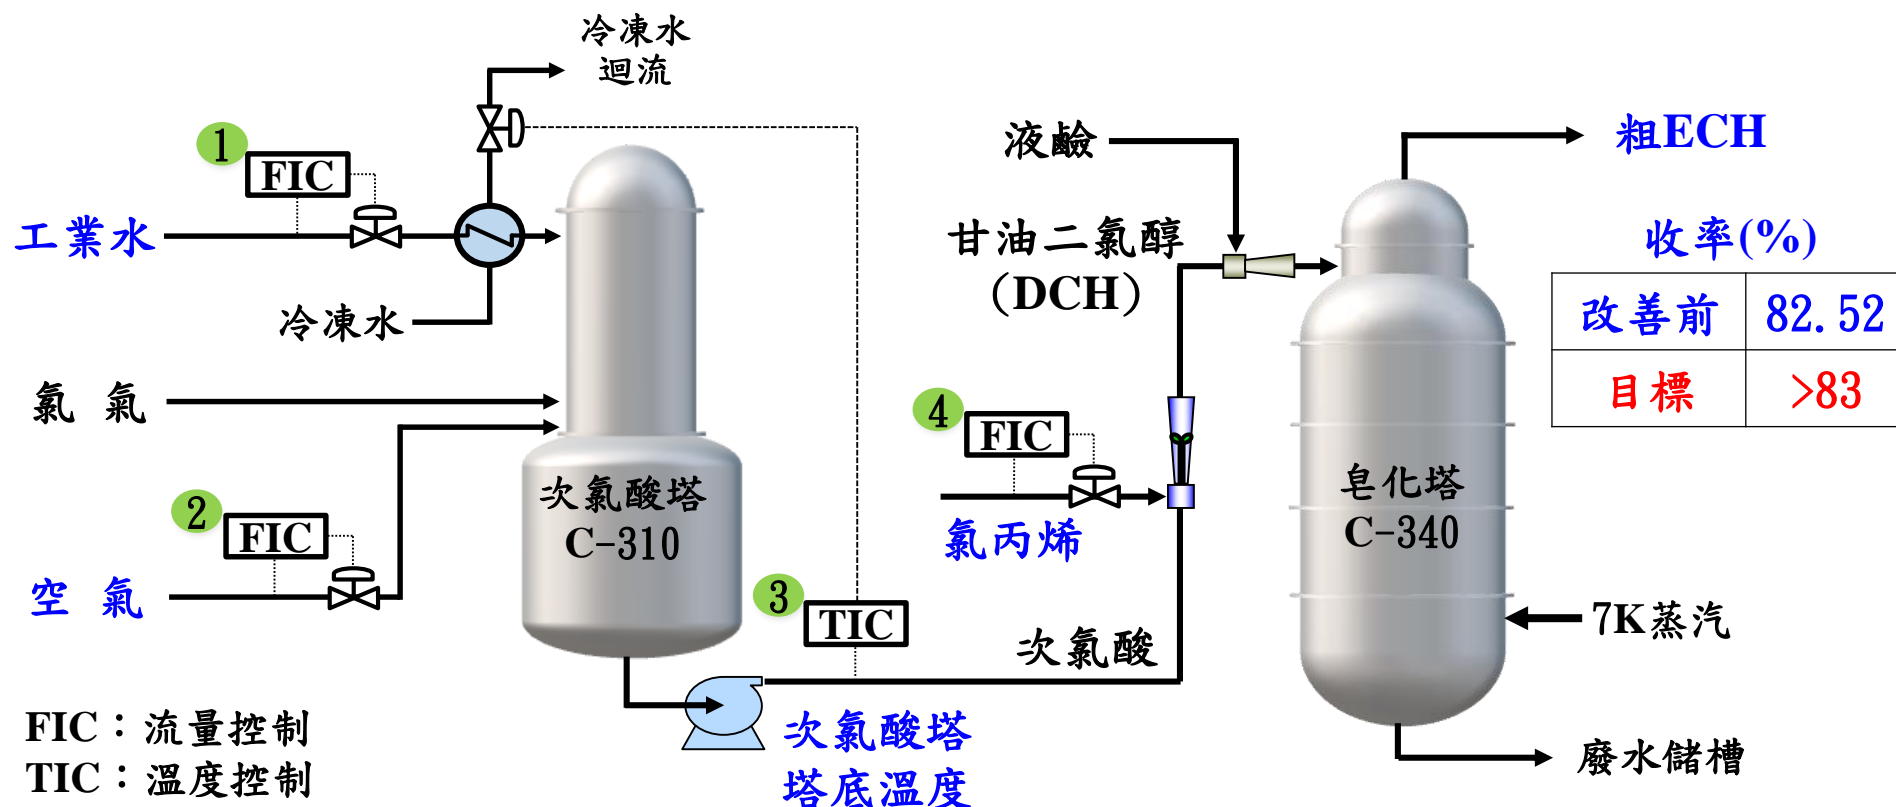 冷凍水
迴流
1
FIC
工業水
冷凍水
氯 氣
2
FIC
空 氣
次氯酸塔
C-310
3
TIC
次氯酸塔
塔底溫度
次氯酸
液鹼
甘油二氯醇
(DCH)
4
FIC
氯丙烯
皂化塔
C-340
粗ECH
收率(%)
改善前 82.52
目標 >83
7K蒸汽
廢水儲槽
FIC：流量控制
TIC：溫度控制